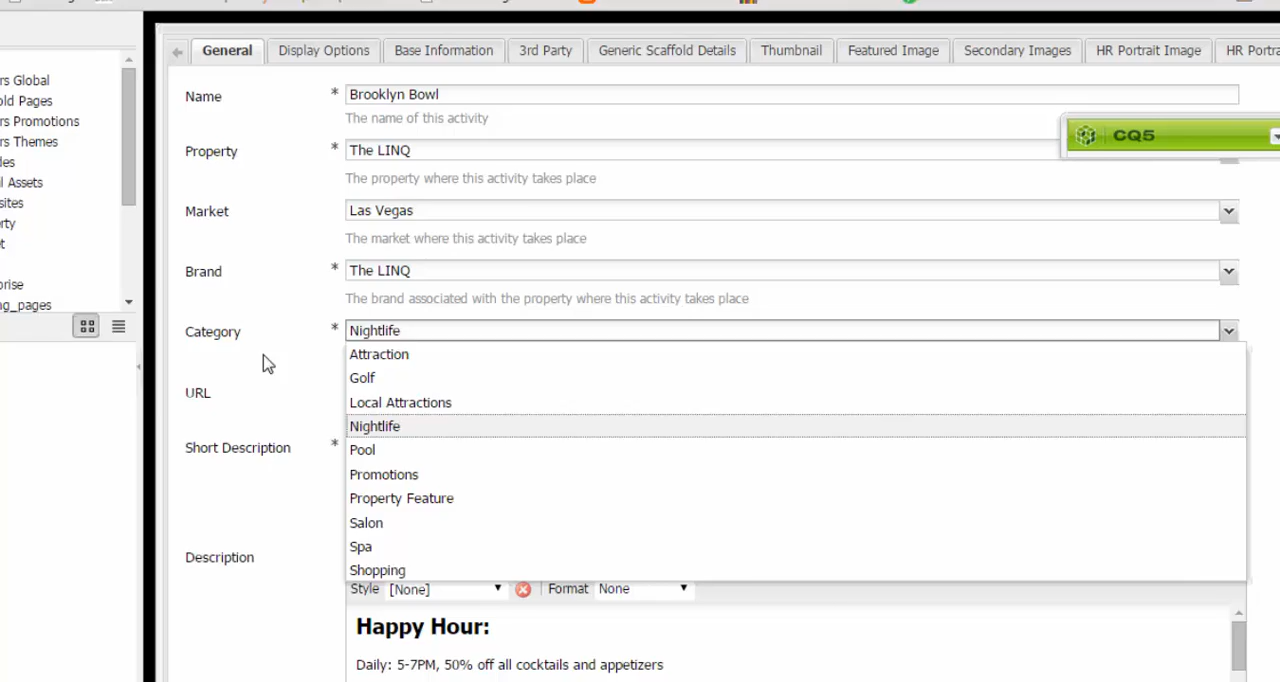 General Display Options Base Information 3rd Party Generic Scaffold Details Thumbnail Featured Image Secondary Images HR Portrait Image HR Portra
rs Global
old Pages
rs Promotions
rs Themes
des
l Assets
sites
rty
t
rise
ng_pages
Name * Brooklyn Bowl
The name of this activity
CQ5
Property * The LINQ
The property where this activity takes place
Market Las Vegas
The market where this activity takes place
Brand * The LINQ
The brand associated with the property where this activity takes place
Category * Nightlife
Attraction
Golf
Local Attractions
Nightlife
Pool
Promotions
Property Feature
Salon
Spa
Shopping
URL
Short Description *
Description
Style [None] Format None
Happy Hour:
Daily: 5-7PM, 50% off all cocktails and appetizers